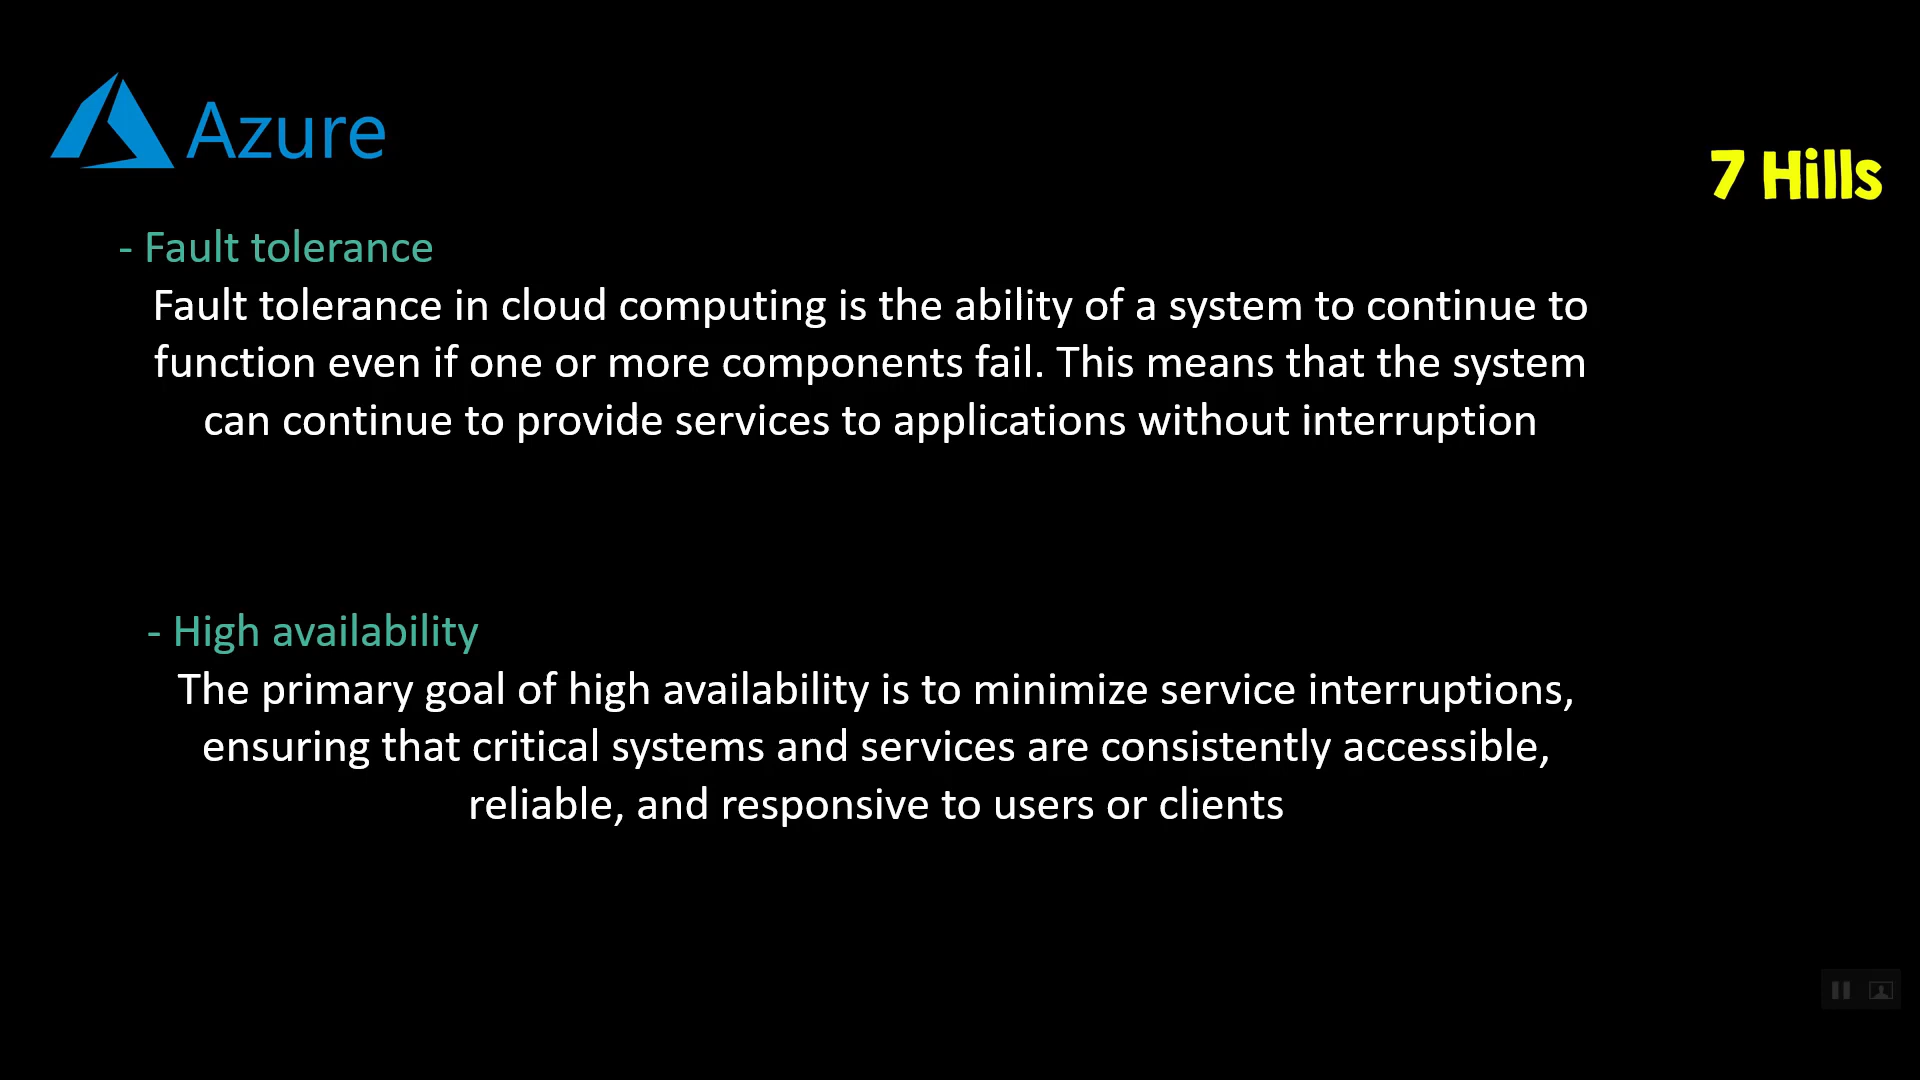 Azure
7 Hills
- Fault tolerance
Fault tolerance in cloud computing is the ability of a system to continue to
function even if one or more components fail. This means that the system
can continue to provide services to applications without interruption
- High availability
The primary goal of high availability is to minimize service interruptions,
ensuring that critical systems and services are consistently accessible,
reliable, and responsive to users or clients